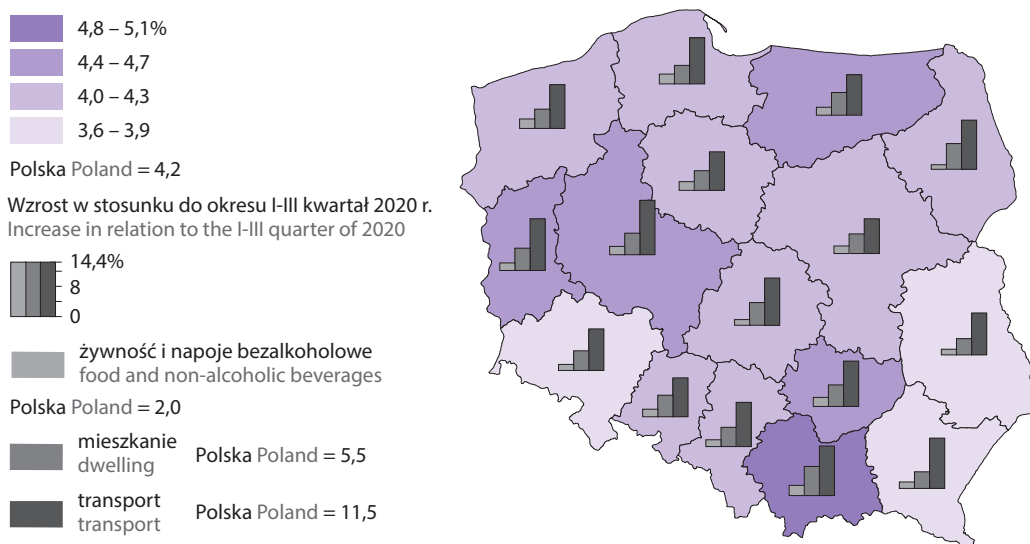 4,8 – 5,1%
4,4 – 4,7
4,0 – 4,3
3,6 – 3,9
Polska Poland = 4,2
Wzrost w stosunku do okresu I-III kwartał 2020 r.
Increase in relation to the I-III quarter of 2020
14,4%
8
0
żywność i napoje bezalkoholowe
food and non-alcoholic beverages
Polska Poland = 2,0
mieszkanie
dwelling
Polska Poland = 5,5
transport
transport
Polska Poland = 11,5